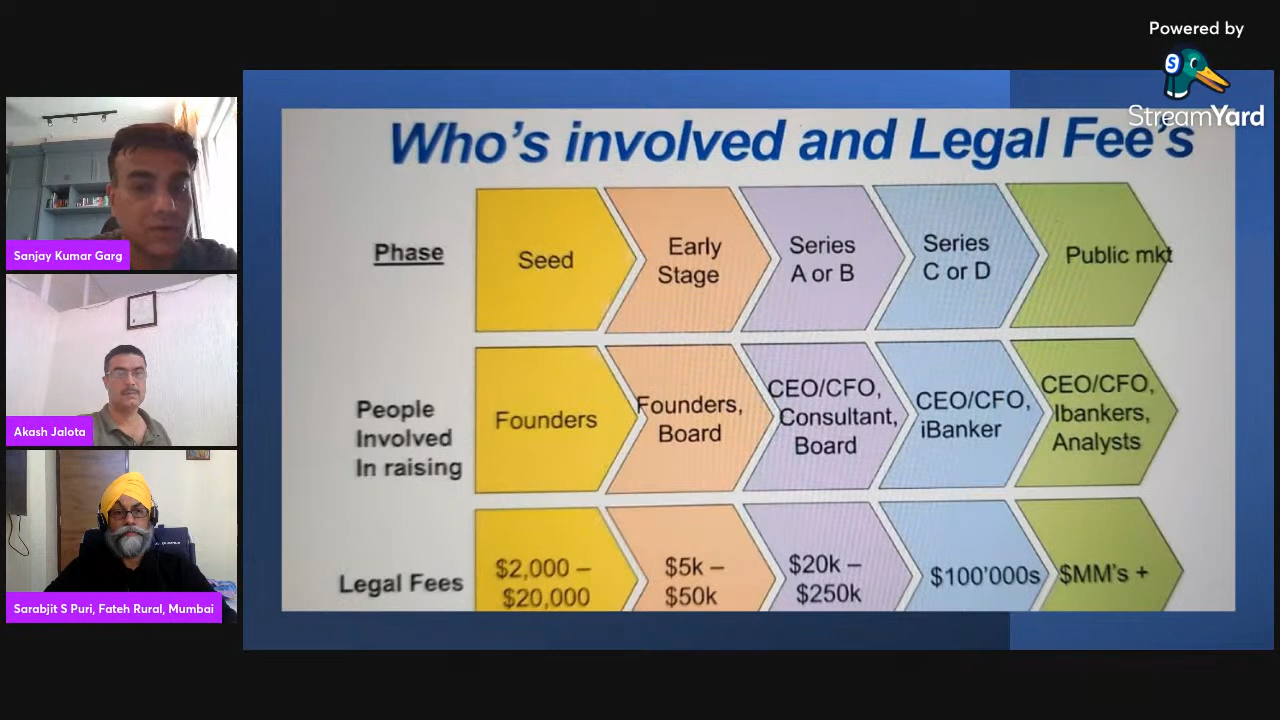 Powered by
StreamYard
Who's involved and Legal Fee's
Phase
Seed
Early
Stage
Series
A or B
Series
C or D
Public mkt
People
Involved
In raising
Founders
Founders,
Board
CEO/CFO,
Consultant,
Board
CEO/CFO,
iBanker
CEO/CFO,
Ibankers,
Analysts
Legal Fees
$2,000 –
$20,000
$5k –
$50k
$20k –
$250k
$100'000s
$MM's +
Sanjay Kumar Garg
Akash Jalota
Sarabjit S Puri, Fateh Rural, Mumbai